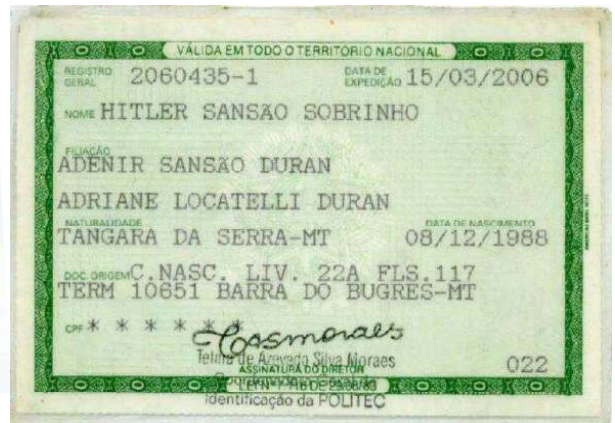 VÁLIDA EM TODO O TERRITÓRIO NACIONAL
REGISTRO GERAL 2060435-1 DATA DE EXPEDIÇÃO 15/03/2006
NOME HITLER SANSÃO SOBRINHO
FILIAÇÃO
ADENIR SANSÃO DURAN
ADRIANE LOCATELLI DURAN
NATURALIDADE DATA DE NASCIMENTO
TANGARA DA SERRA-MT 08/12/1988
DOC. ORIGEM C.NASC. LIV. 22A FLS.117
TERM 10651 BARRA DO BUGRES-MT
CPF * * * * * *
Telma de Azevedo Silva Moraes
ASSINATURA DO DIRETOR 022
Identificação da POLITEC